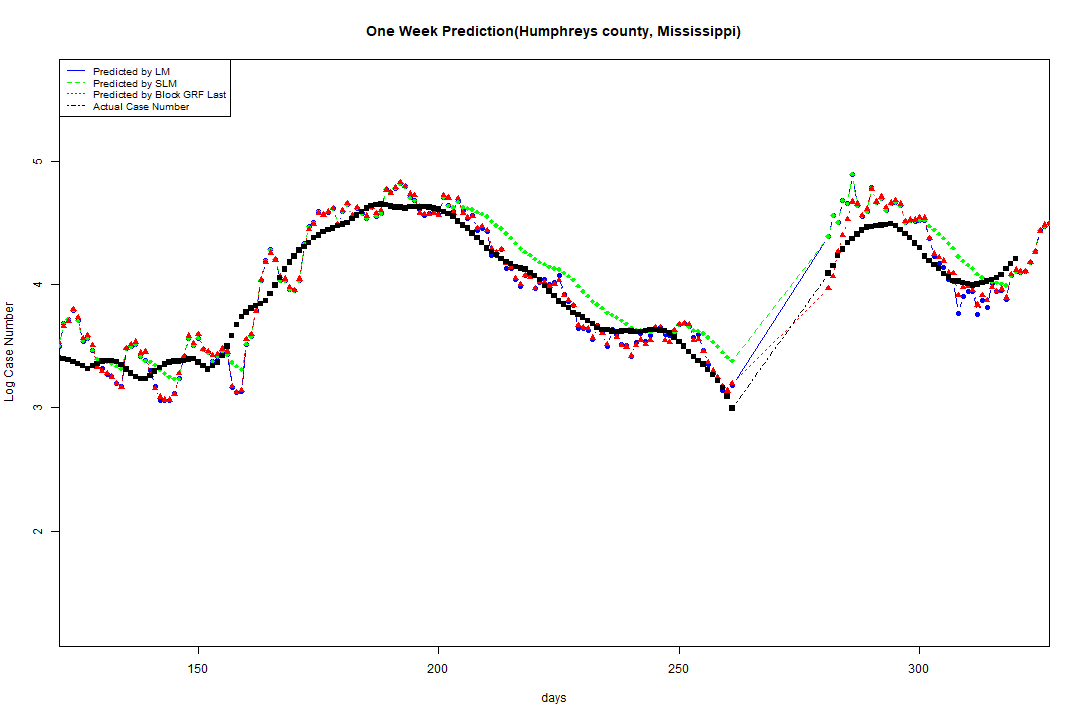 One Week Prediction(Humphreys county, Mississippi)
Predicted by LM
Predicted by SLM
Predicted by Block GRF Last
Actual Case Number
5
4
3
2
Log Case Number
150
200
250
300
days